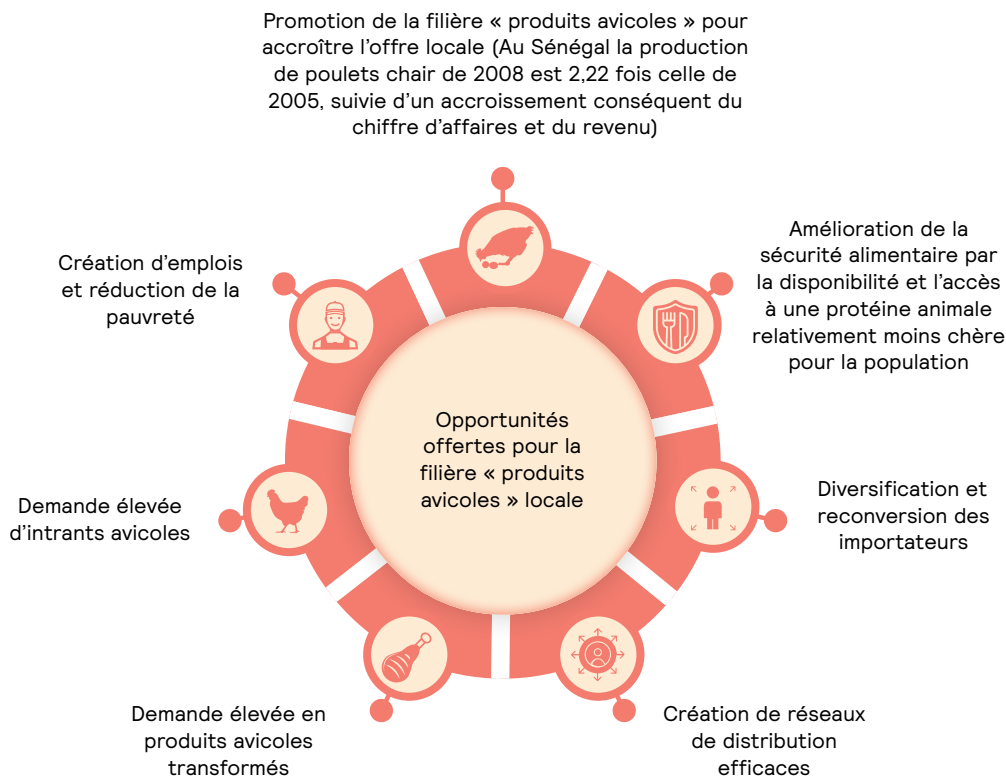 Promotion de la filière « produits avicoles » pour
accroître l’offre locale (Au Sénégal la production
de poulets chair de 2008 est 2,22 fois celle de
2005, suivie d’un accroissement conséquent du
chiffre d’affaires et du revenu)
Amélioration de la
sécurité alimentaire par
la disponibilité et l’accès
à une protéine animale
relativement moins chère
pour la population
Diversification et
reconversion des
importateurs
Création de réseaux
de distribution
efficaces
Demande élevée en
produits avicoles
transformés
Demande élevée
d’intrants avicoles
Création d’emplois
et réduction de la
pauvreté
Opportunités
offertes pour la
filière « produits
avicoles » locale